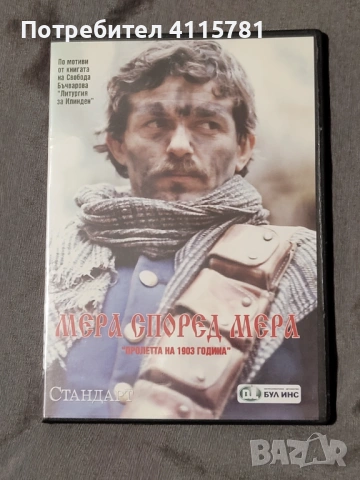 Потребител 4115781
По мотиви
от книгата
на Свобода
Бъчварова
"Литургия
за Илинден"
МЕРА СПОРЕД МЕРА
"ПРОЛЕТТА НА 1903 ГОДИНА"
СТАНДАРТ
БУЛ ИНС
BAZAR